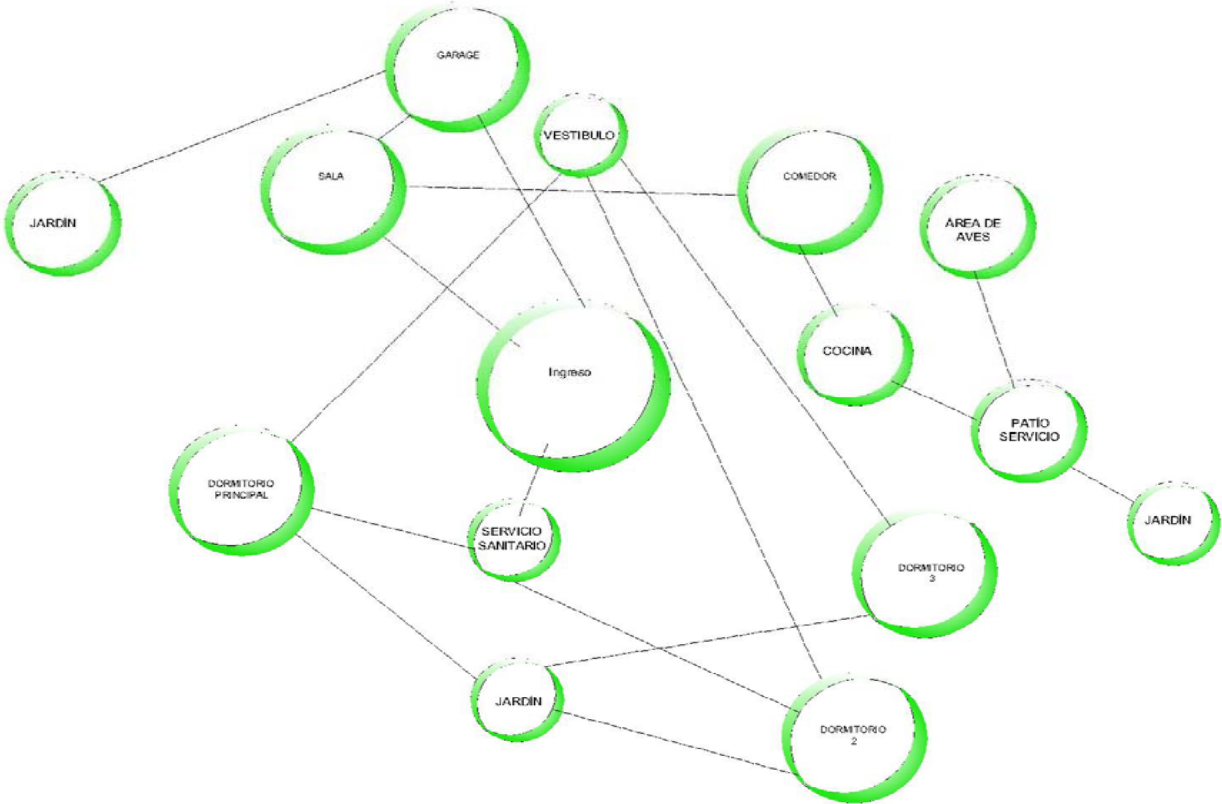 GARAGE
VESTIBULO
SALA
COMEDOR
JARDÍN
ÁREA DE
AVES
COCINA
Ingreso
PATÍO
SERVICIO
DORMITORIO
PRINCIPAL
SERVICIO
SANITARIO
JARDÍN
DORMITORIO
3
JARDÍN
DORMITORIO
2